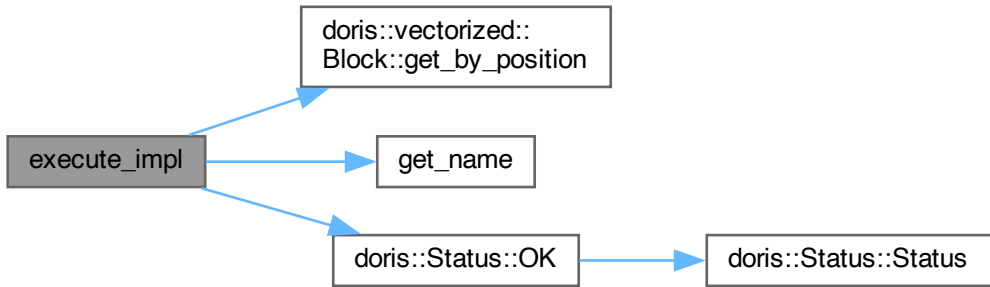 doris::vectorized::
Block::get_by_position
execute_impl
get_name
doris::Status::OK
doris::Status::Status